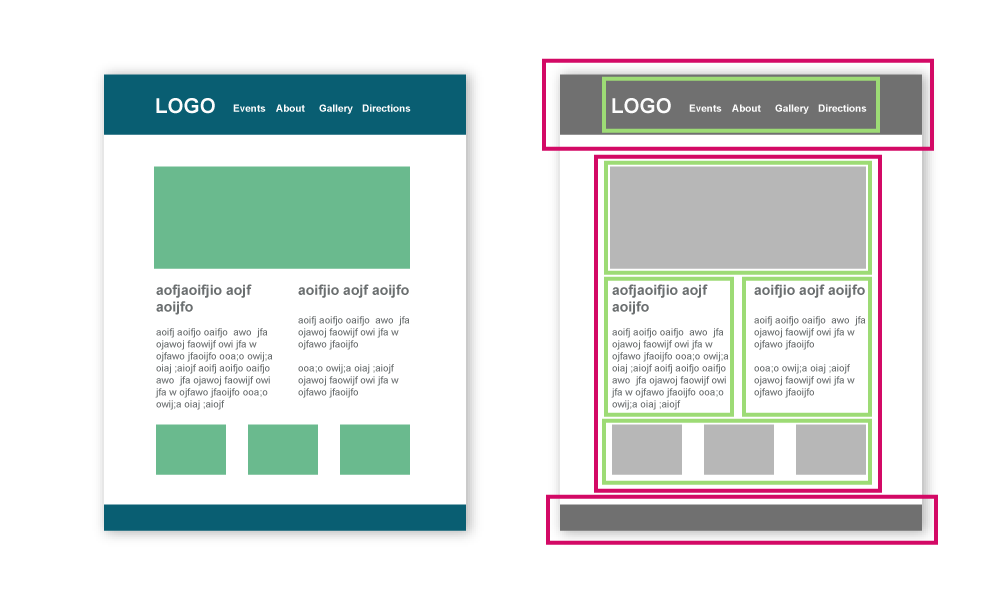 LOGO Events About Gallery Directions
aofjaoifjio aojf
aoijfo
aoifj aoifjo oaifjo  awo  jfa
ojawoj faowijf owi jfa w
ojfawo jfaoijfo ooa;o owij;a
oiaj ;aiojf aoifj aoifjo oaifjo
awo  jfa ojawoj faowijf owi
jfa w ojfawo jfaoijfo ooa;o
owij;a oiaj ;aiojf
aoifjio aojf aoijfo
aoifj aoifjo oaifjo  awo  jfa
ojawoj faowijf owi jfa w
ojfawo jfaoijfo
ooa;o owij;a oiaj ;aiojf
ojawoj faowijf owi jfa w
ojfawo jfaoijfo
LOGO Events About Gallery Directions
aofjaoifjio aojf
aoijfo
aoifj aoifjo oaifjo  awo  jfa
ojawoj faowijf owi jfa w
ojfawo jfaoijfo ooa;o owij;a
oiaj ;aiojf aoifj aoifjo oaifjo
awo  jfa ojawoj faowijf owi
jfa w ojfawo jfaoijfo ooa;o
owij;a oiaj ;aiojf
aoifjio aojf aoijfo
aoifj aoifjo oaifjo  awo  jfa
ojawoj faowijf owi jfa w
ojfawo jfaoijfo
ooa;o owij;a oiaj ;aiojf
ojawoj faowijf owi jfa w
ojfawo jfaoijfo